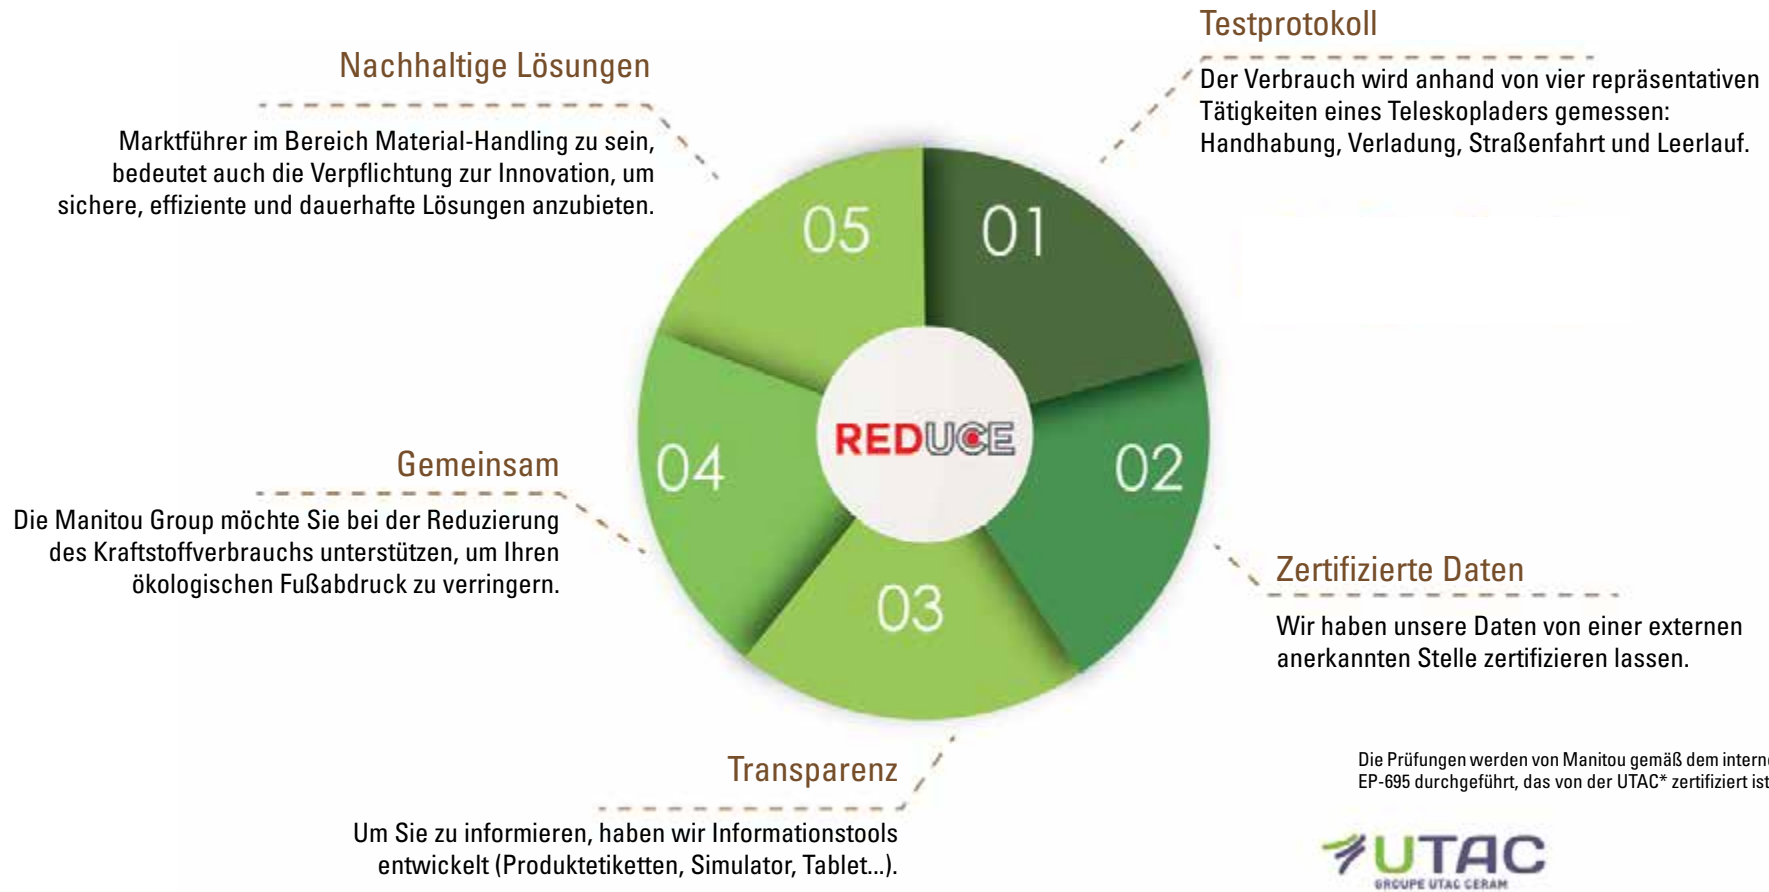 Testprotokoll
Der Verbrauch wird anhand von vier repräsentativen
Tätigkeiten eines Teleskopladers gemessen:
Handhabung, Verladung, Straßenfahrt und Leerlauf.
Nachhaltige Lösungen
Marktführer im Bereich Material-Handling zu sein,
bedeutet auch die Verpflichtung zur Innovation, um
sichere, effiziente und dauerhafte Lösungen anzubieten.
05
01
REDUCE
04
02
03
Gemeinsam
Die Manitou Group möchte Sie bei der Reduzierung
des Kraftstoffverbrauchs unterstützen, um Ihren
ökologischen Fußabdruck zu verringern.
Zertifizierte Daten
Wir haben unsere Daten von einer externen
anerkannten Stelle zertifizieren lassen.
Transparenz
Um Sie zu informieren, haben wir Informationstools
entwickelt (Produktetiketten, Simulator, Tablet...).
Die Prüfungen werden von Manitou gemäß dem
EP-695 durchgeführt, das von der UTAC* zertifiziert ist
UTAC
GROUPE UTAC CERAM